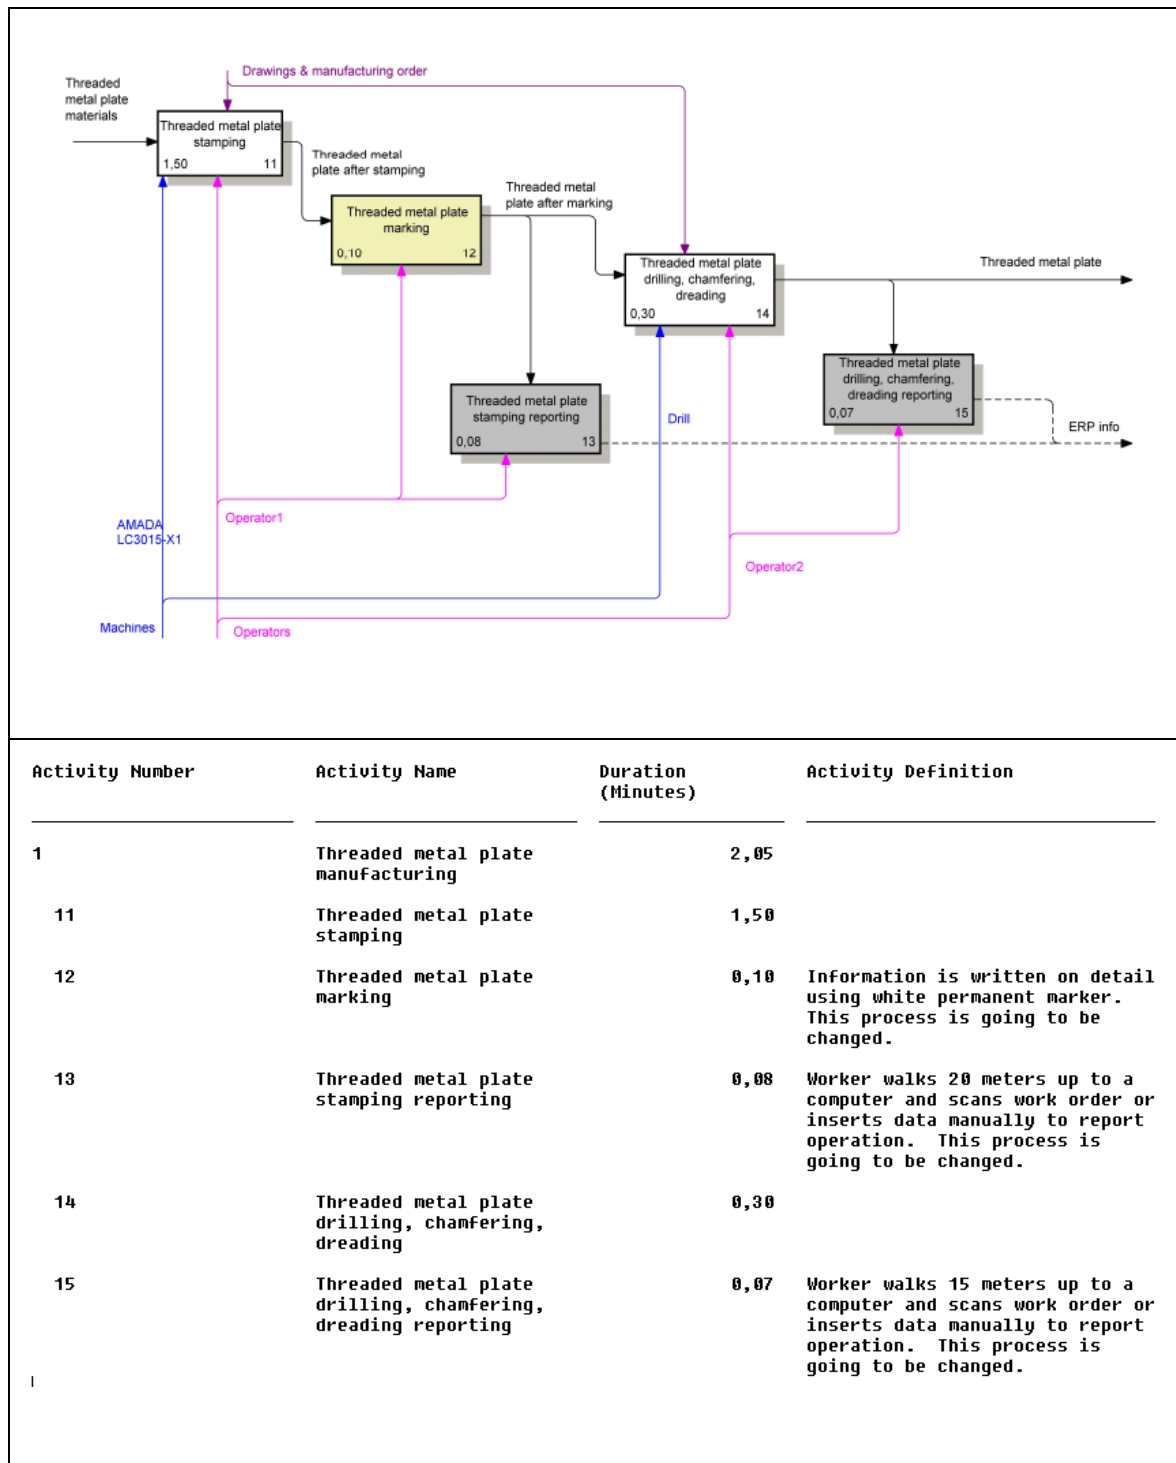 Drawings & manufacturing order
Threaded
metal plate
materials
Threaded metal plate
stamping
1,50 11
Threaded metal
plate after stamping
Threaded metal plate
marking
0,10 12
Threaded metal
plate after marking
Threaded metal plate
drilling, chamfering,
dreading
0,30 14
Threaded metal plate
Threaded metal plate
drilling, chamfering,
dreading reporting
0,07 15
Threaded metal plate
stamping reporting
0,08 13
Drill
ERP info
AMADA
LC3015-X1
Operator1
Operator2
Machines
Operators
Activity Number Activity Name Duration Activity Definition
(Minutes)
1 Threaded metal plate 2,05
manufacturing
11 Threaded metal plate 1,50
stamping
12 Threaded metal plate 0,10 Information is written on detail
marking using white permanent marker.
This process is going to be
changed.
13 Threaded metal plate 0,08 Worker walks 20 meters up to a
stamping reporting computer and scans work order or
inserts data manually to report
operation. This process is
going to be changed.
14 Threaded metal plate 0,30
drilling, chamfering,
dreading
15 Threaded metal plate 0,07 Worker walks 15 meters up to a
drilling, chamfering, computer and scans work order or
dreading reporting inserts data manually to report
operation. This process is
going to be changed.